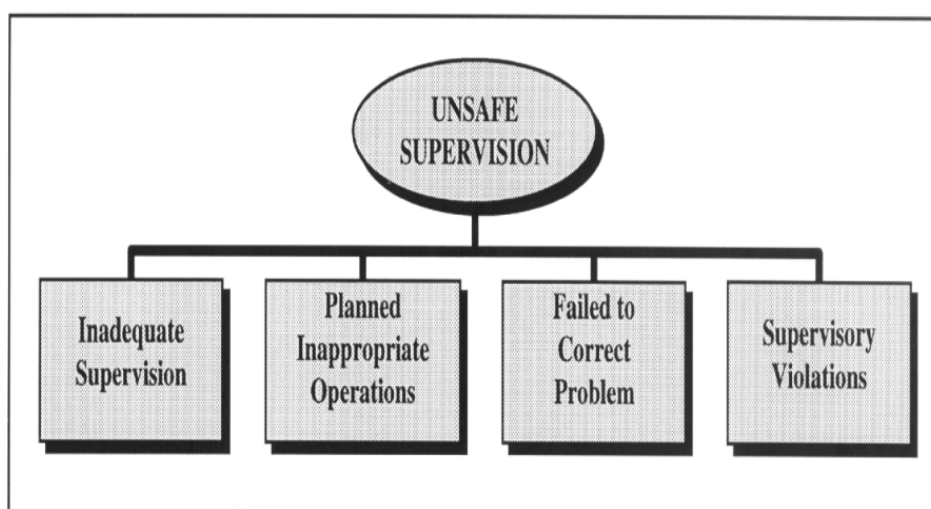 UNSAFE
SUPERVISION
Inadequate
Supervision
Planned
Inappropriate
Operations
Failed to
Correct
Problem
Supervisory
Violations